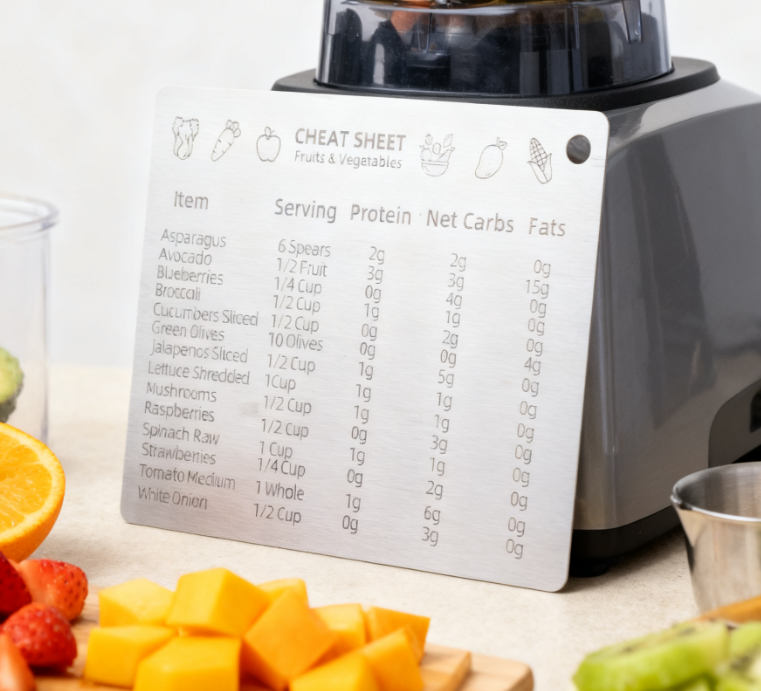 CHEAT SHEET
Fruits & Vegetables
Item Serving Protein Net Carbs Fats
Asparagus 6 Spears 2g 2g 0g
Avocado 1/2 Fruit 3g 3g 15g
Blueberries 1/4 Cup 0g 4g 0g
Broccoli 1/2 Cup 1g 1g 0g
Cucumbers Sliced 1/2 Cup 0g 2g 0g
Green Olives 10 Olives 0g 0g 4g
Jalapenos Sliced 1/2 Cup 1g 5g 0g
Lettuce Shredded 1Cup 1g 1g 0g
Mushrooms 1/2 Cup 1g 1g 0g
Raspberries 1/2 Cup 0g 3g 0g
Spinach Raw 1 Cup 1g 1g 0g
Strawberries 1/4 Cup 0g 2g 0g
Tomato Medium 1 Whole 1g 6g 0g
White Onion 1/2 Cup 0g 3g 0g